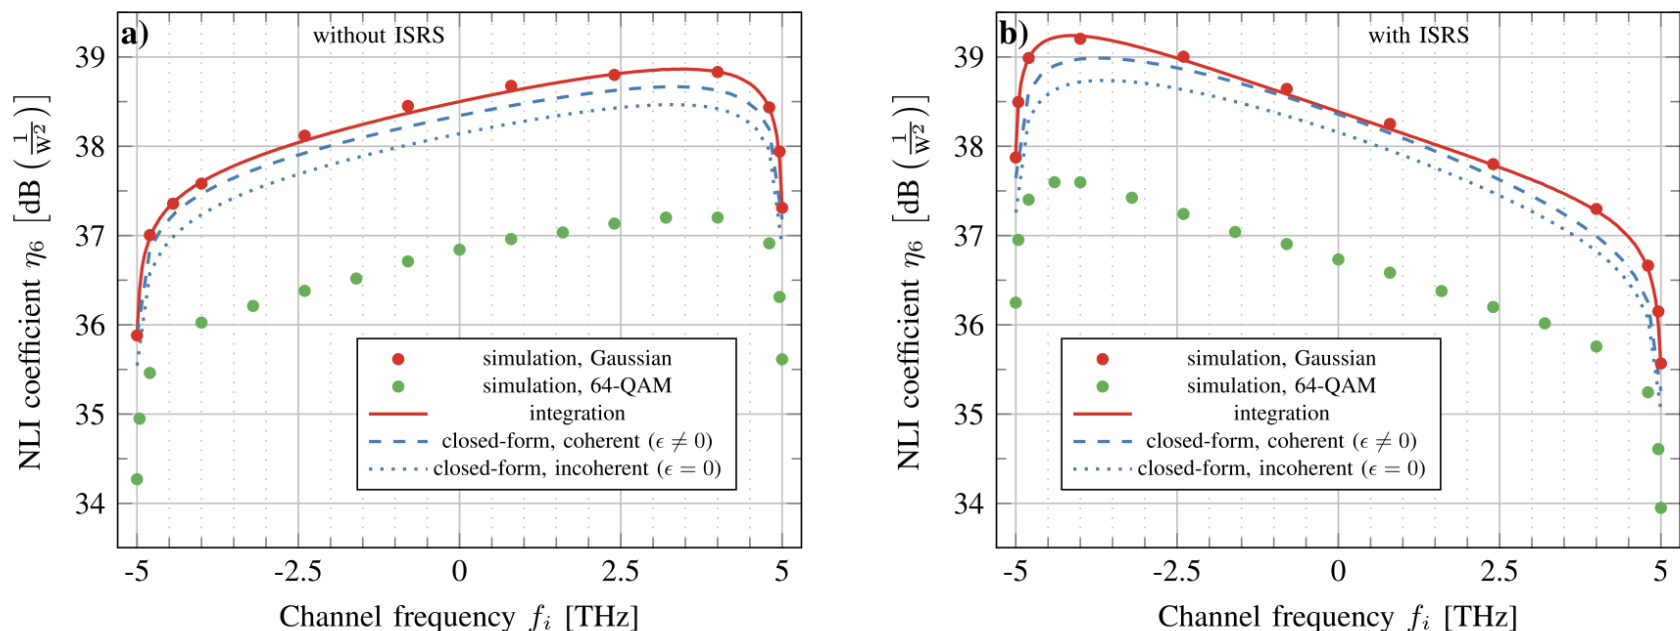 a)
without ISRS
39
38
37
36
35
34
NLI coefficient η₆ [dB (1/W²)]
simulation, Gaussian
simulation, 64-QAM
integration
closed-form, coherent (ϵ ≠ 0)
closed-form, incoherent (ϵ = 0)
-5 -2.5 0 2.5 5
Channel frequency fᵢ [THz]
b)
with ISRS
39
38
37
36
35
34
NLI coefficient η₆ [dB (1/W²)]
simulation, Gaussian
simulation, 64-QAM
integration
closed-form, coherent (ϵ ≠ 0)
closed-form, incoherent (ϵ = 0)
-5 -2.5 0 2.5 5
Channel frequency fᵢ [THz]